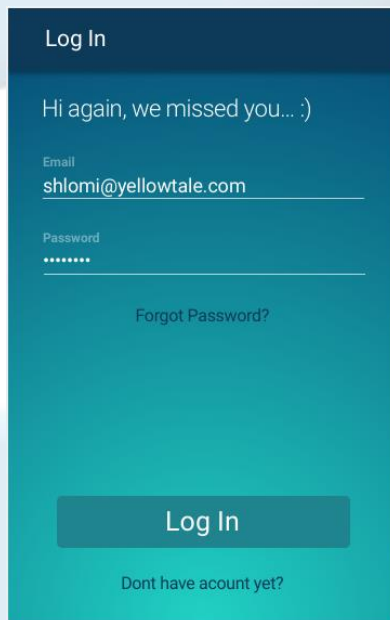 Log In
Hi again, we missed you... :)
Email
shlomi@yellowtale.com
Password
••••••••
Forgot Password?
Log In
Dont have acount yet?